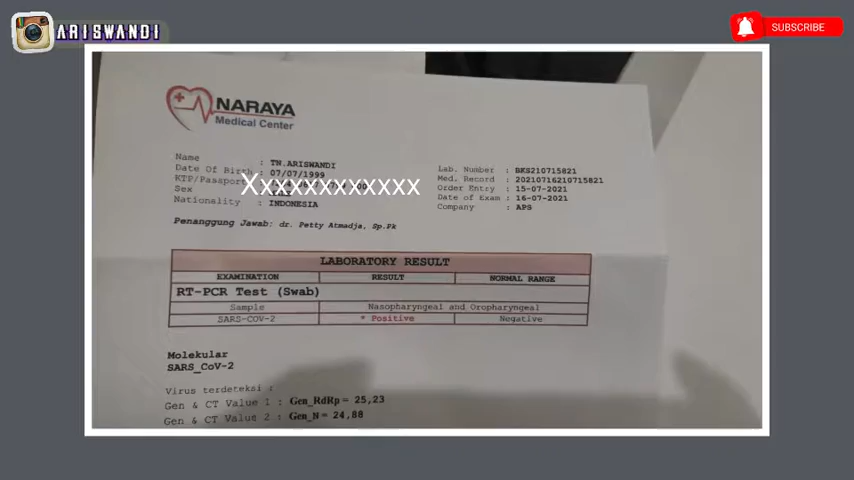 ARISWANDI
SUBSCRIBE
NARAYA
Medical Center
Name : TN.ARISWANDI
Date Of Birth : 07/07/1999
KTP/Passport : Xxxxxxxxxxxx
Sex :
Nationality : INDONESIA
Lab. Number : BKS210715821
Med. Record : 20210716210715821
Order Entry : 15-07-2021
Date of Exam : 16-07-2021
Company : APS
Penanggung Jawab: dr. Petty Atmadja, Sp.Pk
LABORATORY RESULT
EXAMINATION RESULT NORMAL RANGE
RT-PCR Test (Swab)
Sample Nasopharyngeal and Oropharyngeal
SARS-COV-2 * Positive Negative
Molekular
SARS_CoV-2
Virus terdeteksi :
Gen & CT Value 1 : Gen_RdRp = 25,23
Gen & CT Value 2 : Gen_N = 24,88